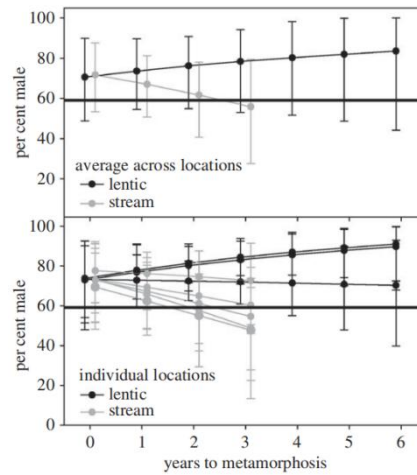 100
80
60
40
20
per cent male
average across locations
lentic
stream
100
80
60
40
20
0
per cent male
individual locations
lentic
stream
0 1 2 3 4 5 6
years to metamorphosis